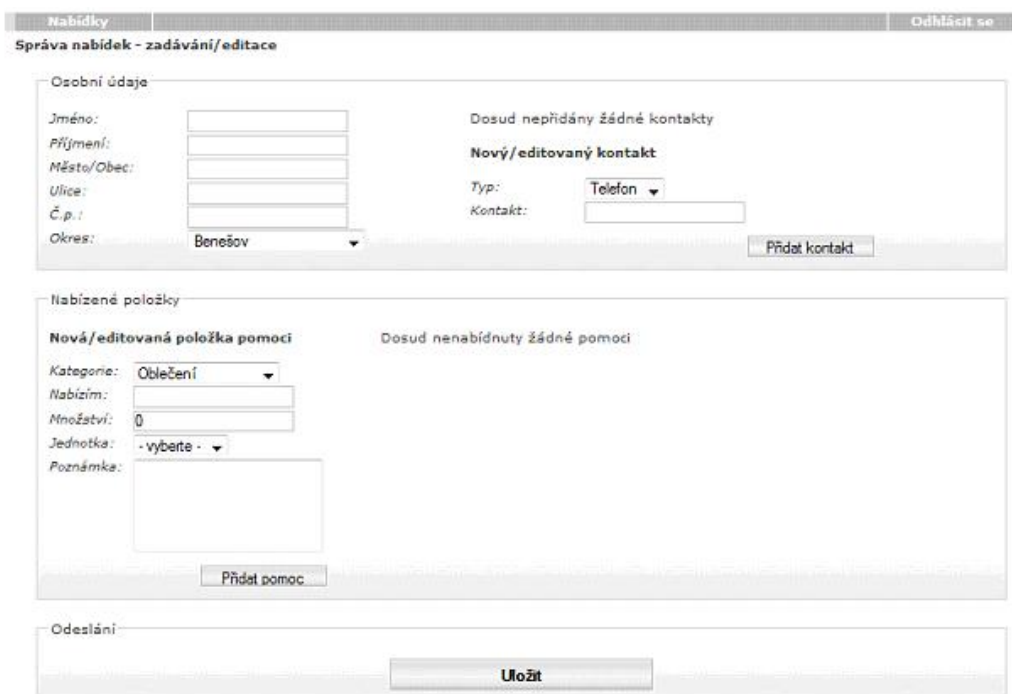 Nabídky Odhlásit se
Správa nabídek - zadávání/editace
Osobní údaje
Jméno:
Příjmení:
Město/Obec:
Ulice:
Č.p.:
Okres: Benešov
Dosud nepřidány žádné kontakty
Nový/editovaný kontakt
Typ: Telefon
Kontakt:
Přidat kontakt
Nabízené položky
Nová/editovaná položka pomoci
Kategorie: Oblečení
Nabízím:
Množství: 0
Jednotka: - vyberte -
Poznámka:
Přidat pomoc
Dosud nenabídnuty žádné pomoci
Odeslání
Uložit